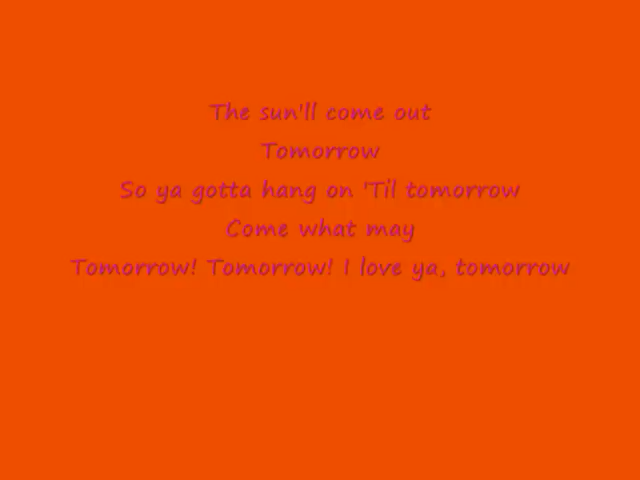 The sun'll come out
Tomorrow
So ya gotta hang on 'Til tomorrow
Come what may
Tomorrow! Tomorrow! I love ya, tomorrow